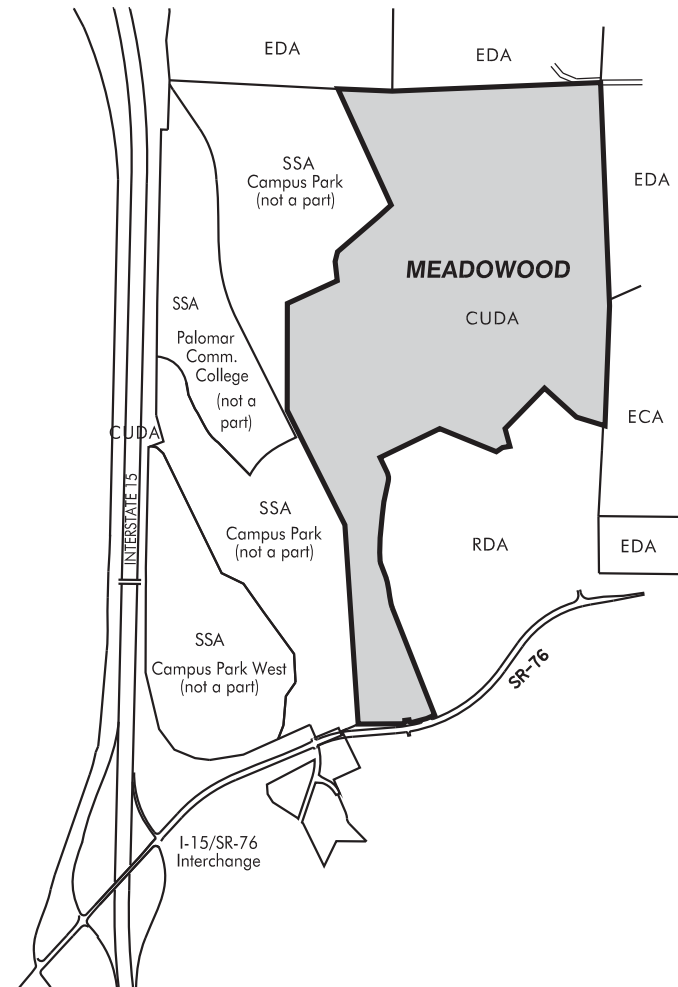 EDA
EDA
SSA
Campus Park
(not a part)
EDA
MEADOWOOD
CUDA
SSA
Palomar
Comm.
College
(not a
part)
ECA
CUDA
INTERSTATE 15
SSA
Campus Park
(not a part)
RDA
EDA
SSA
Campus Park West
(not a part)
SR-76
I-15/SR-76
Interchange